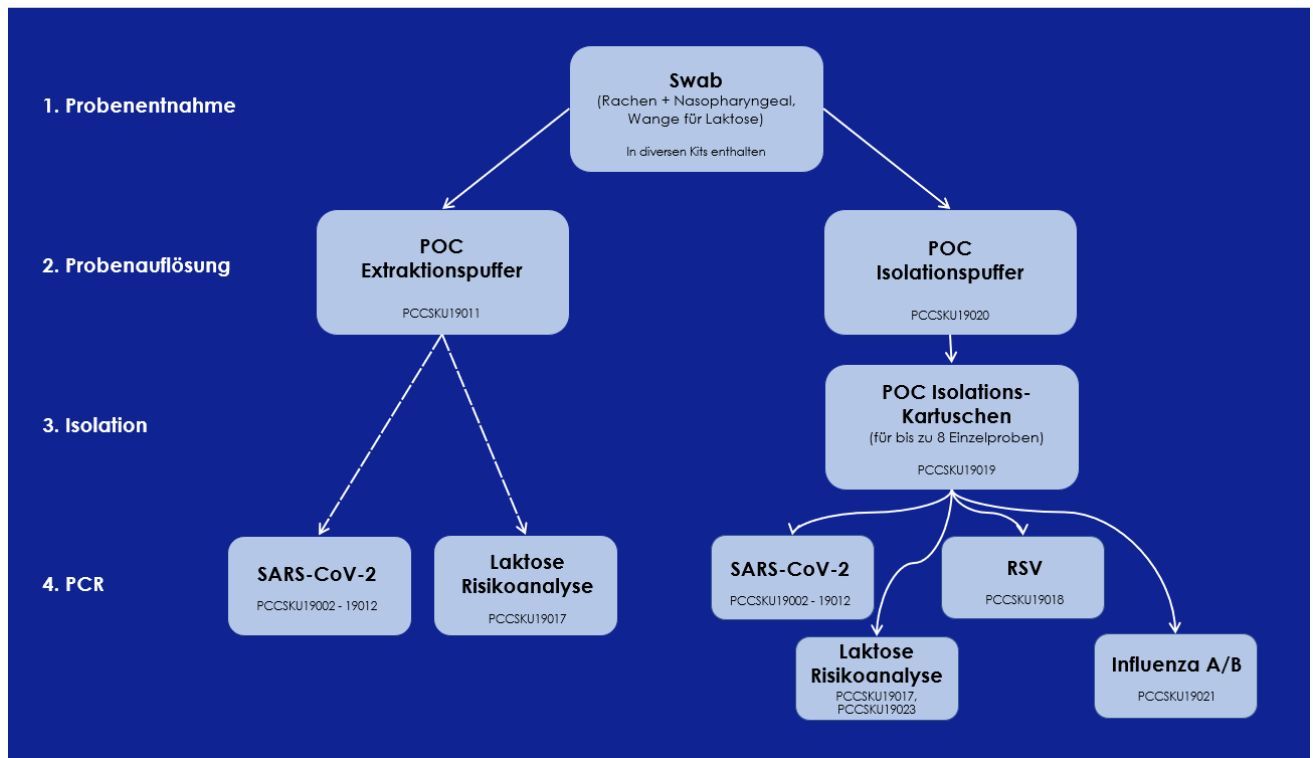 1. Probenentnahme
Swab
(Rachen + Nasopharyngeal,
Wange für Laktose)
In diversen Kits enthalten
2. Probenauflösung
POC
Extraktionspuffer
PCCSKU19011
POC
Isolationspuffer
PCCSKU19020
3. Isolation
POC Isolations-
Kartuschen
(für bis zu 8 Einzelproben)
PCCSKU19019
4. PCR
SARS-CoV-2
PCCSKU19002 - 19012
Laktose
Risikoanalyse
PCCSKU19017
SARS-CoV-2
PCCSKU19002 - 19012
RSV
PCCSKU19018
Laktose
Risikoanalyse
PCCSKU19017,
PCCSKU19023
Influenza A/B
PCCSKU19021